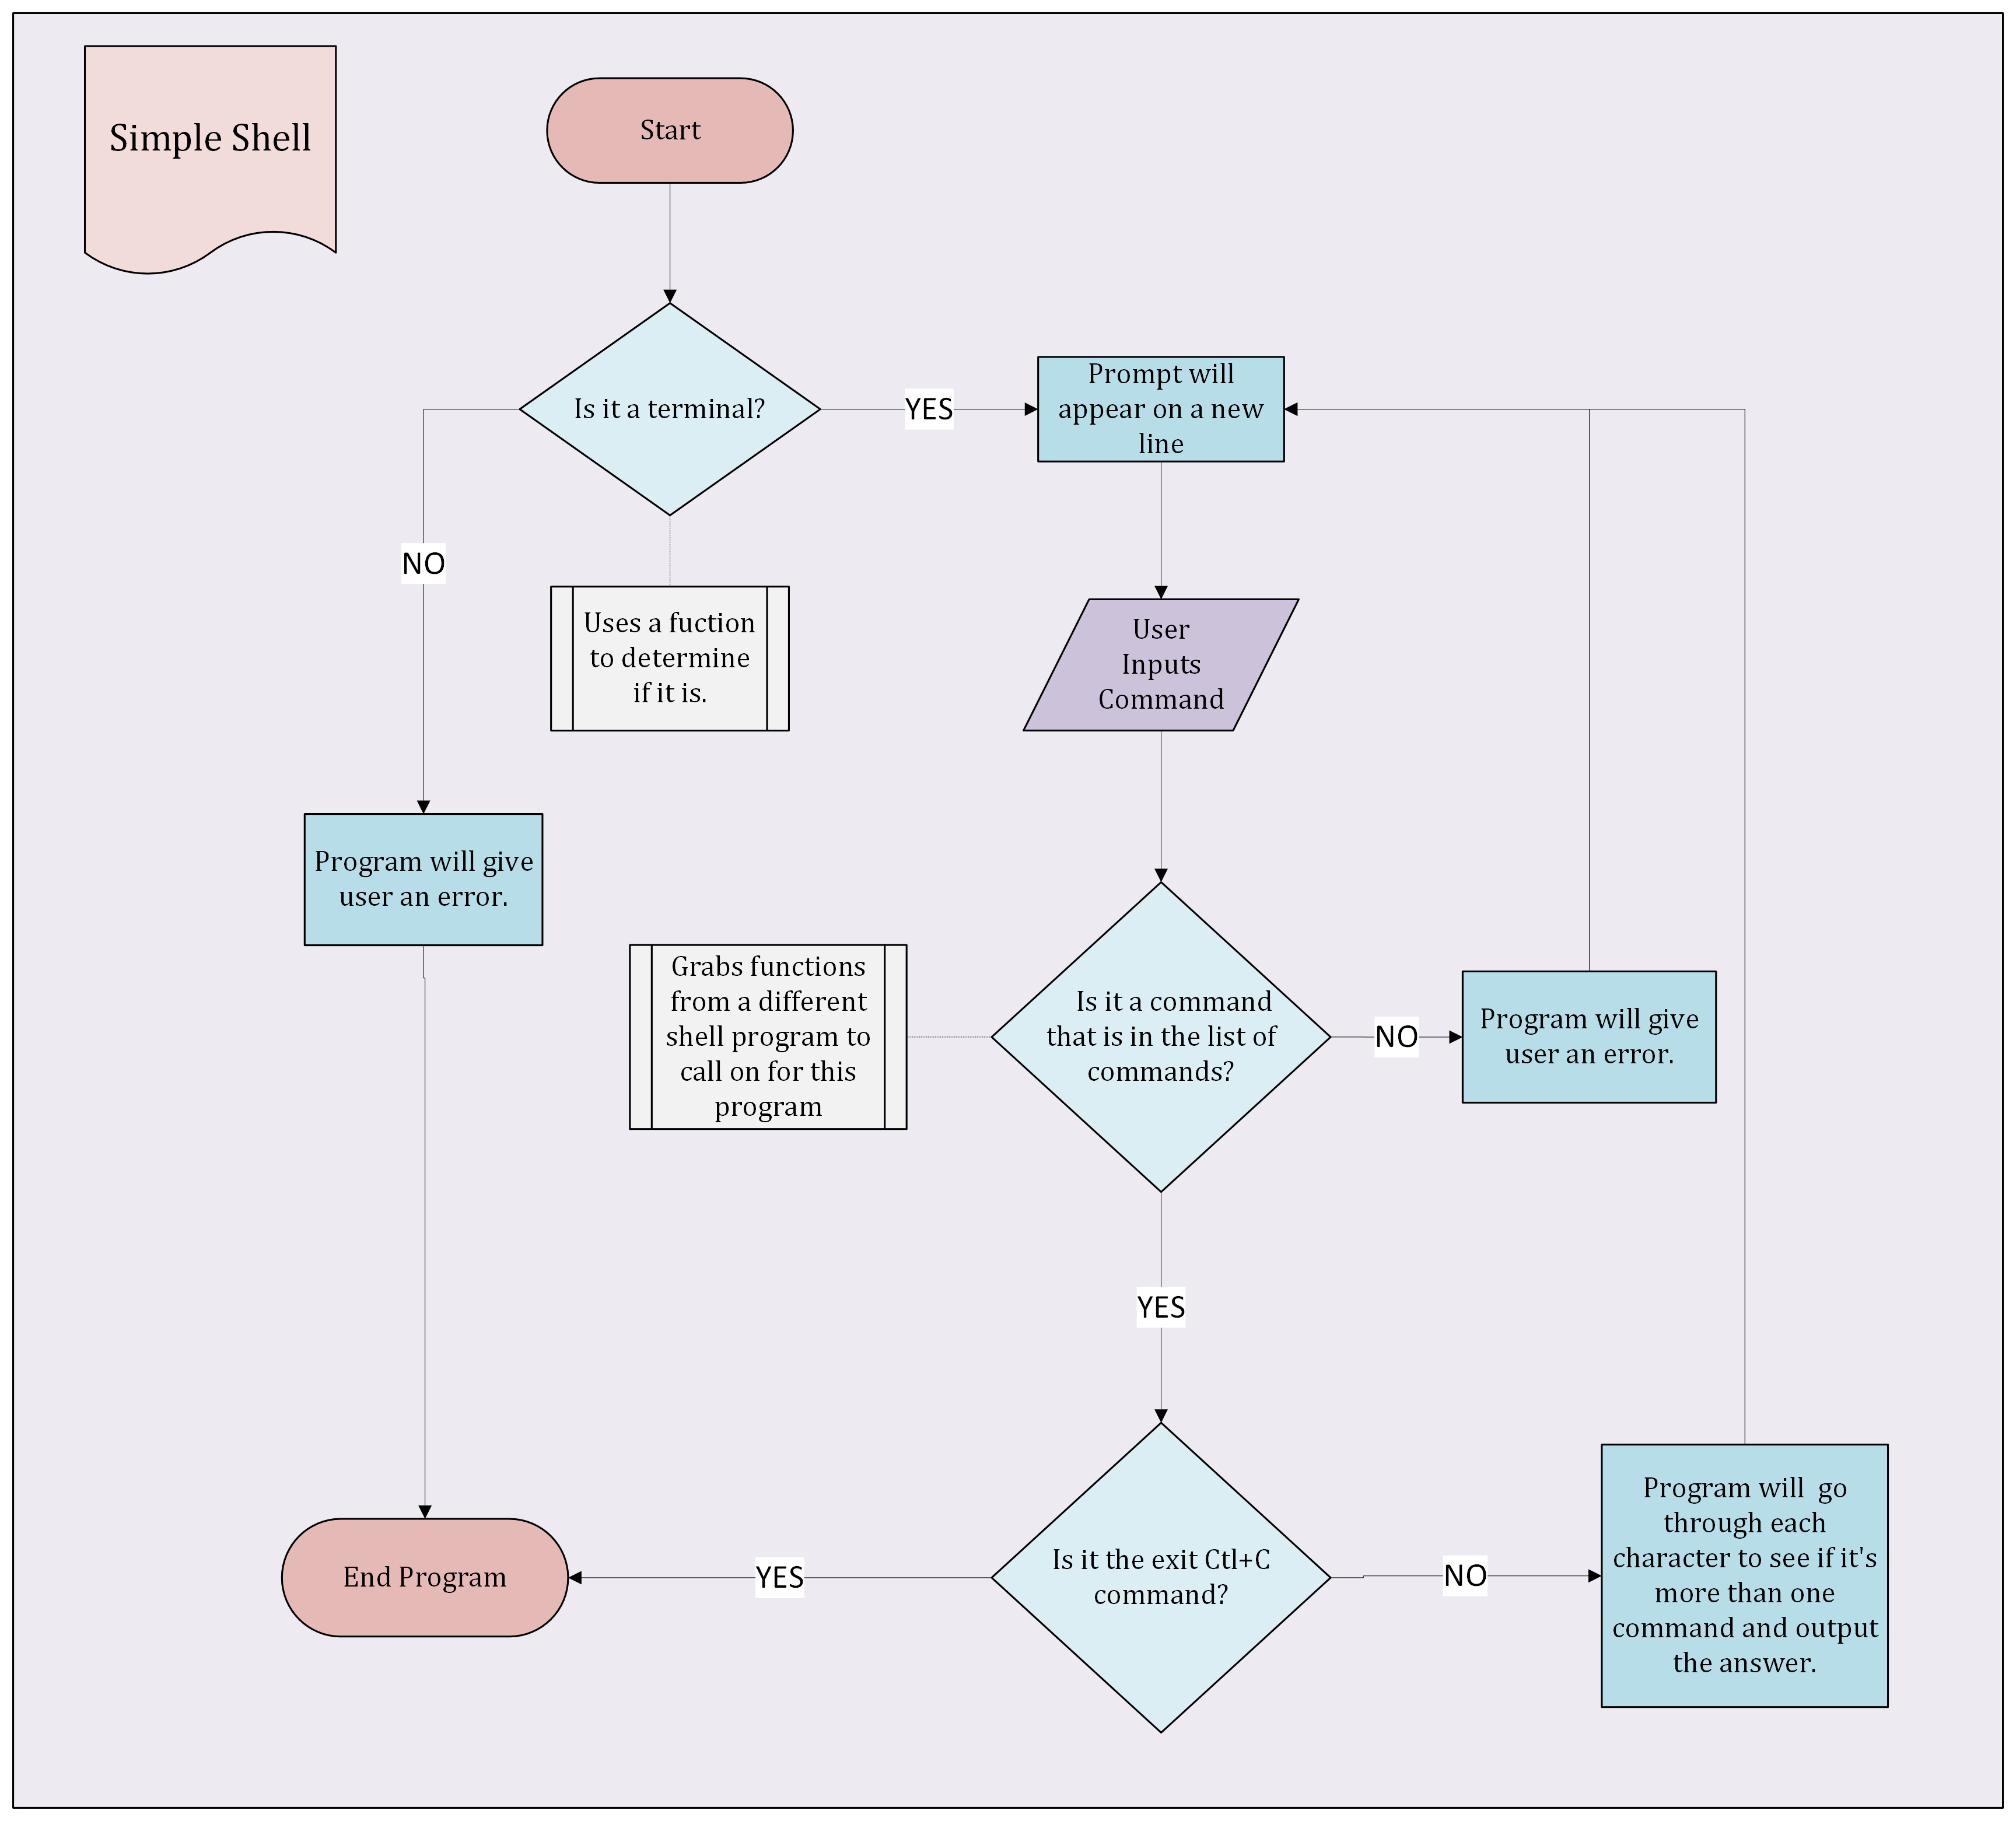 Simple Shell
Start
Is it a terminal?
YES
Prompt will
appear on a new
line
NO
Uses a fuction
to determine
if it is.
User
Inputs
Command
Program will give
user an error.
Grabs functions
from a different
shell program to
call on for this
program
Is it a command
that is in the list of
commands?
NO
Program will give
user an error.
YES
End Program
YES
Is it the exit Ctl+C
command?
NO
Program will  go
through each
character to see if it's
more than one
command and output
the answer.